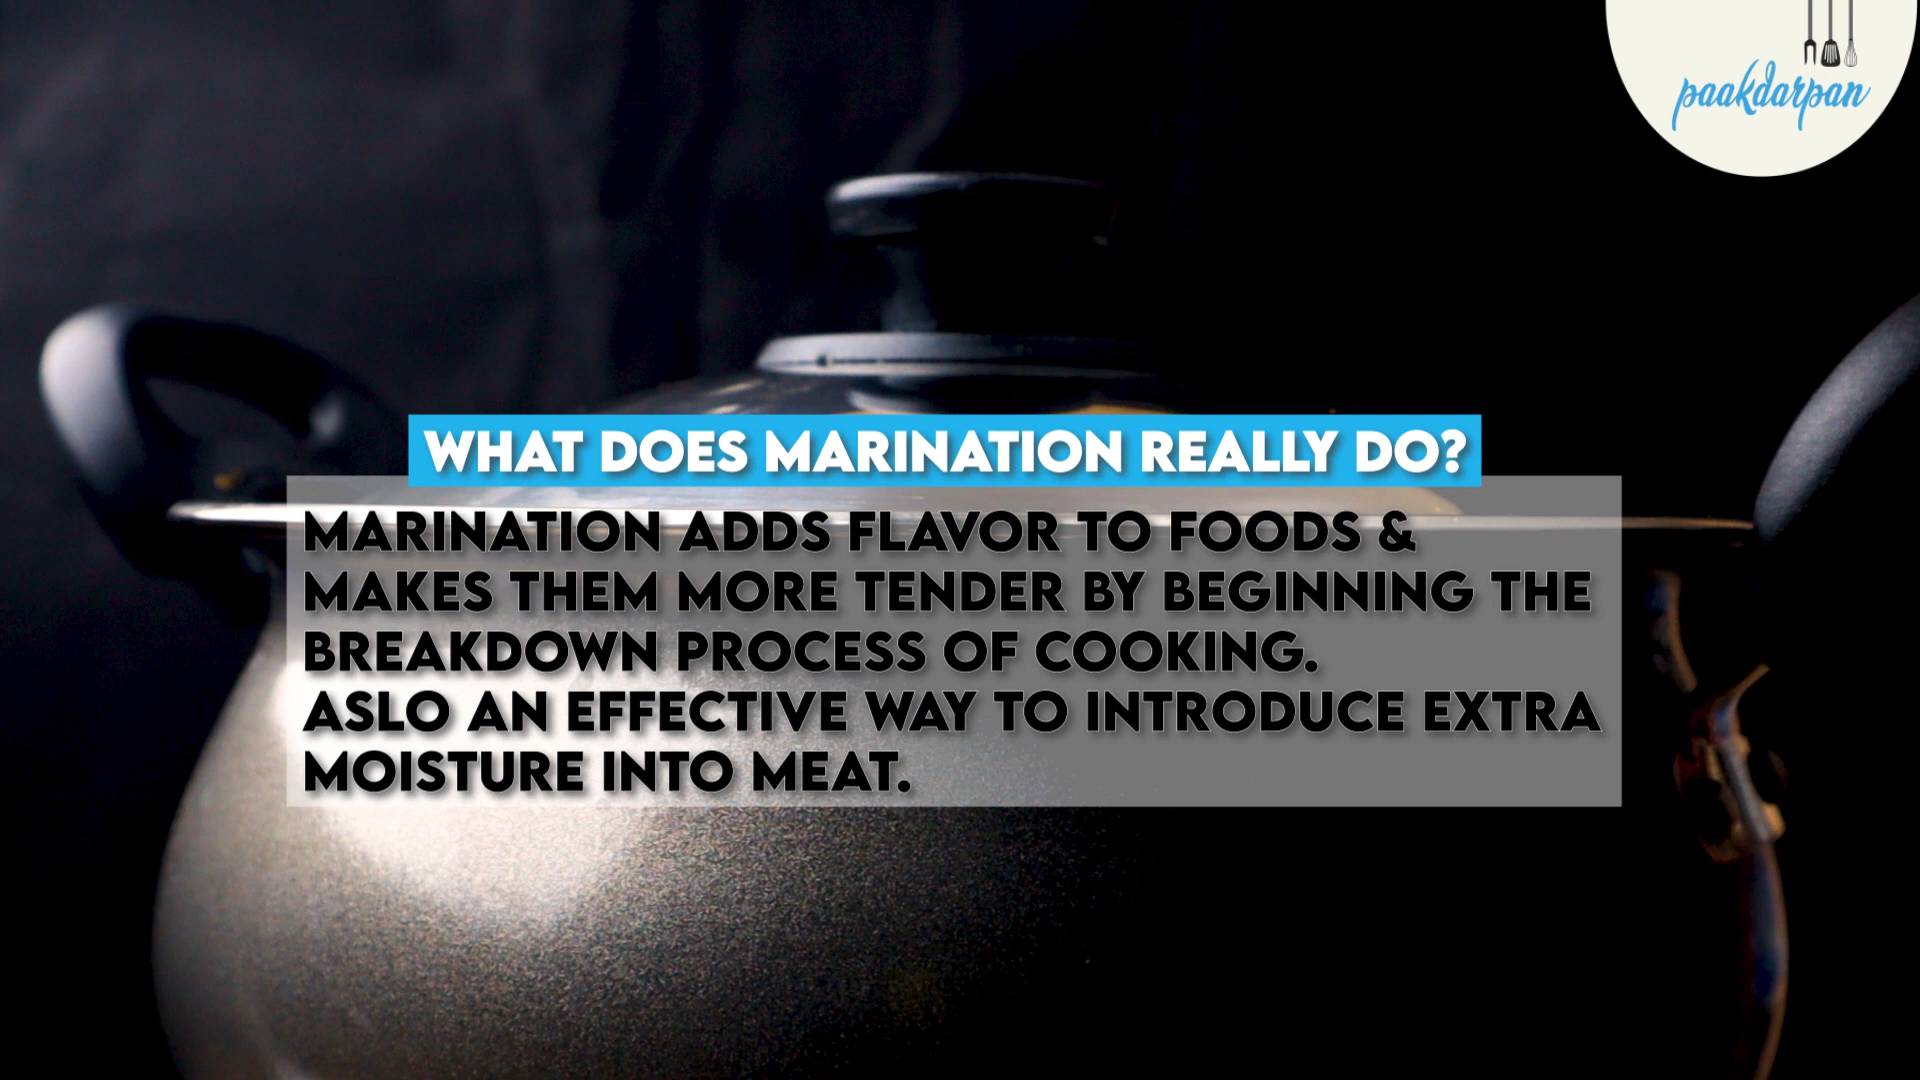 paakdarpan
WHAT DOES MARINATION REALLY DO?
MARINATION ADDS FLAVOR TO FOODS &
MAKES THEM MORE TENDER BY BEGINNING THE
BREAKDOWN PROCESS OF COOKING.
ASLO AN EFFECTIVE WAY TO INTRODUCE EXTRA
MOISTURE INTO MEAT.